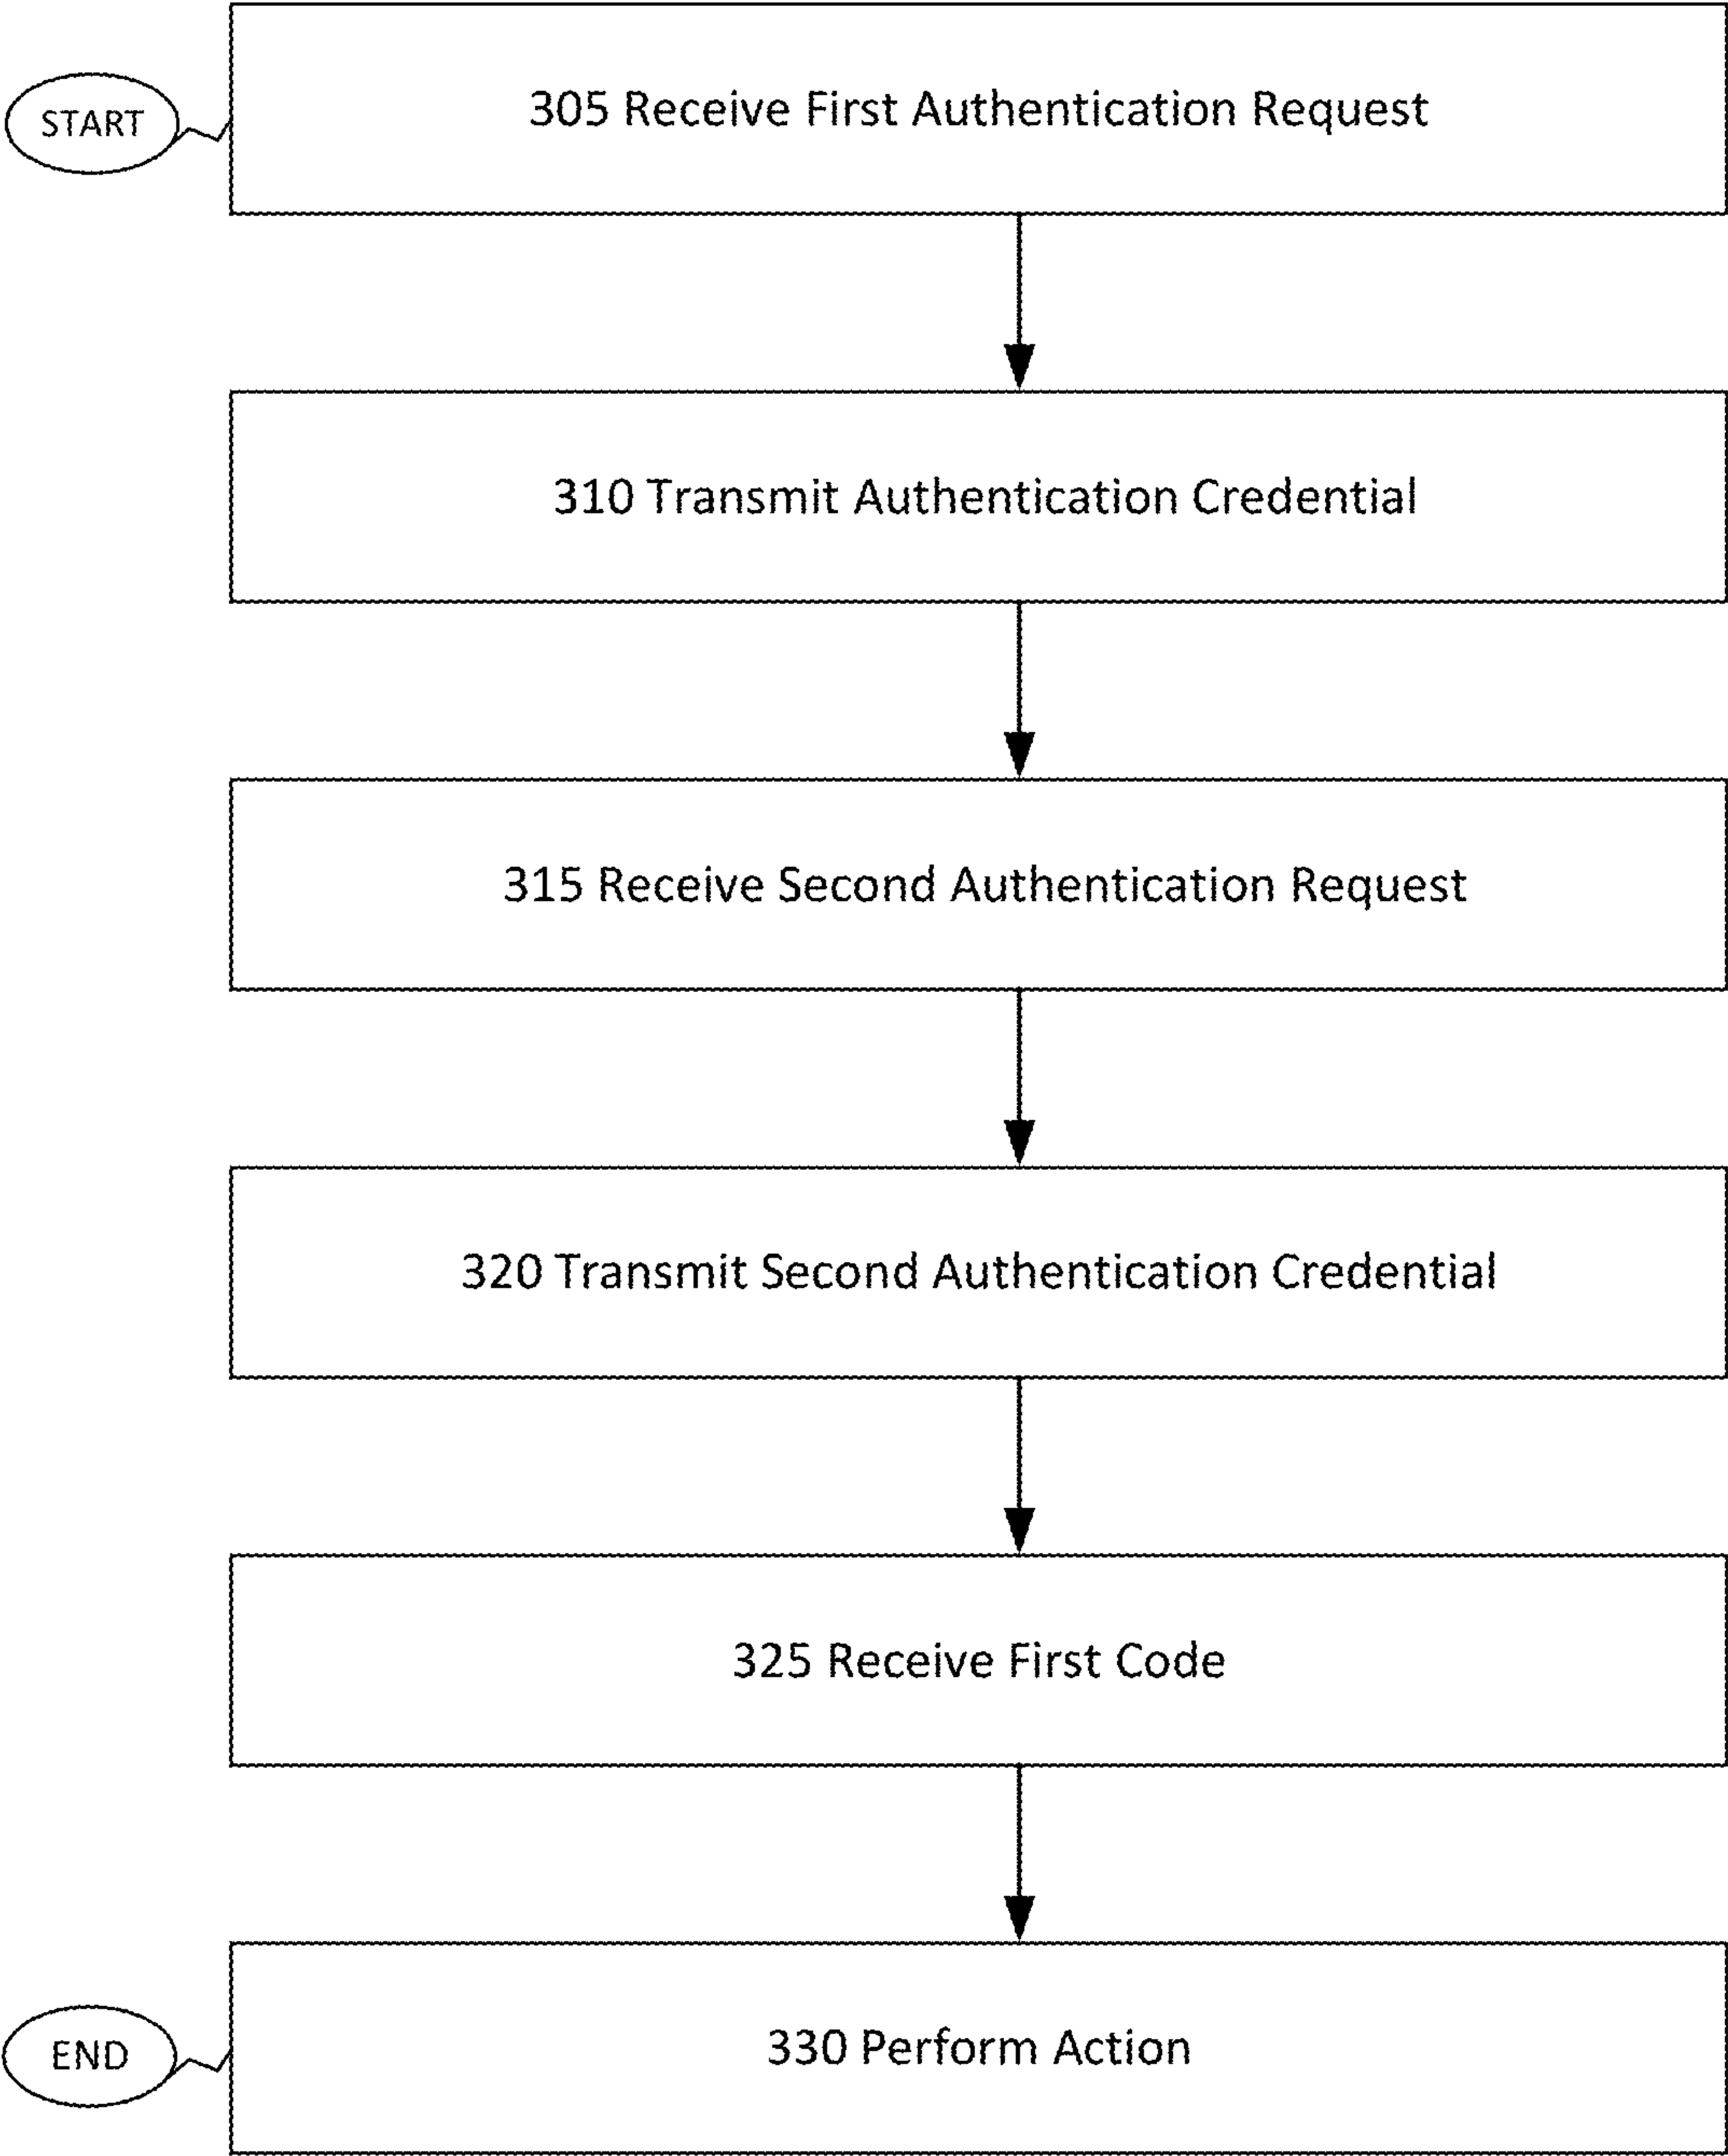 START
305 Receive First Authentication Request
310 Transmit Authentication Credential
315 Receive Second Authentication Request
320 Transmit Second Authentication Credential
325 Receive First Code
END
330 Perform Action